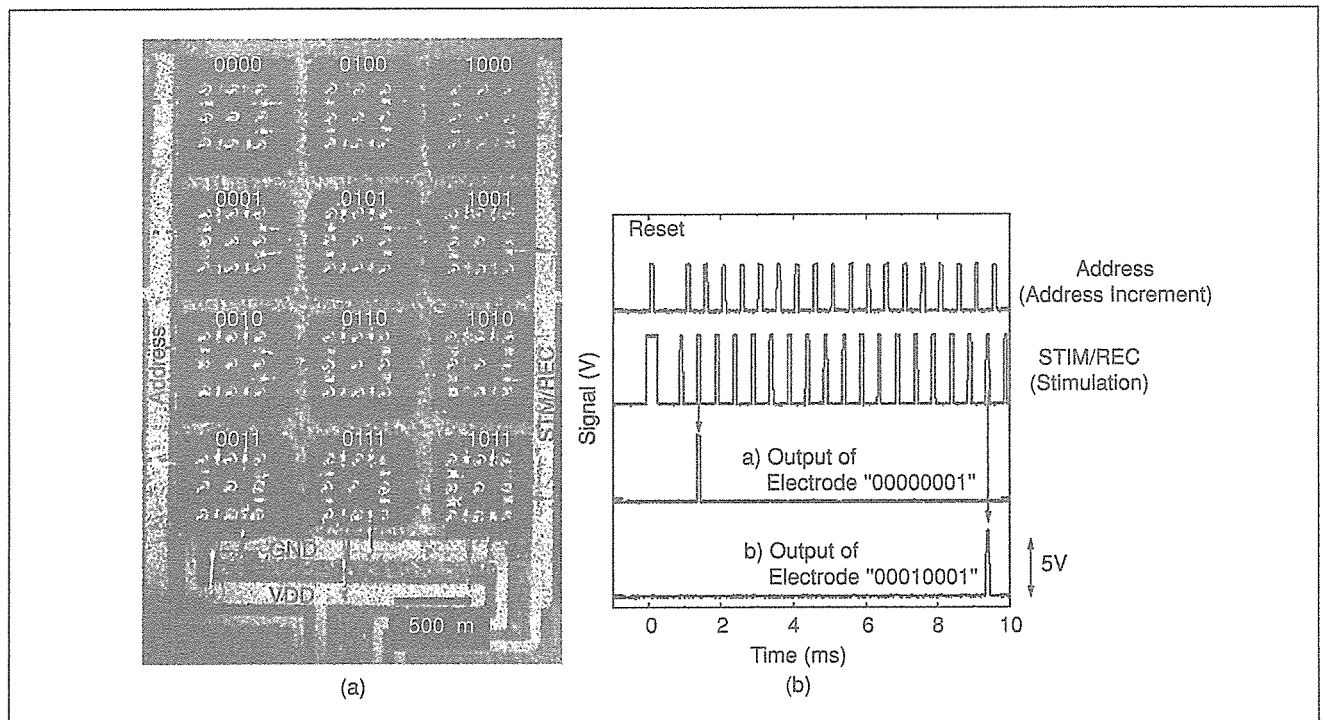 0000 0100 1000
0001 0101 1001
0010 0110 1010
0011 0111 1011
Address
STM/REC
GND
VDD
500 m
(a)
Reset
Address
(Address Increment)
STIM/REC
(Stimulation)
Signal (V)
a) Output of
Electrode "00000001"
b) Output of
Electrode "00010001"
5V
0 2 4 6 8 10
Time (ms)
(b)